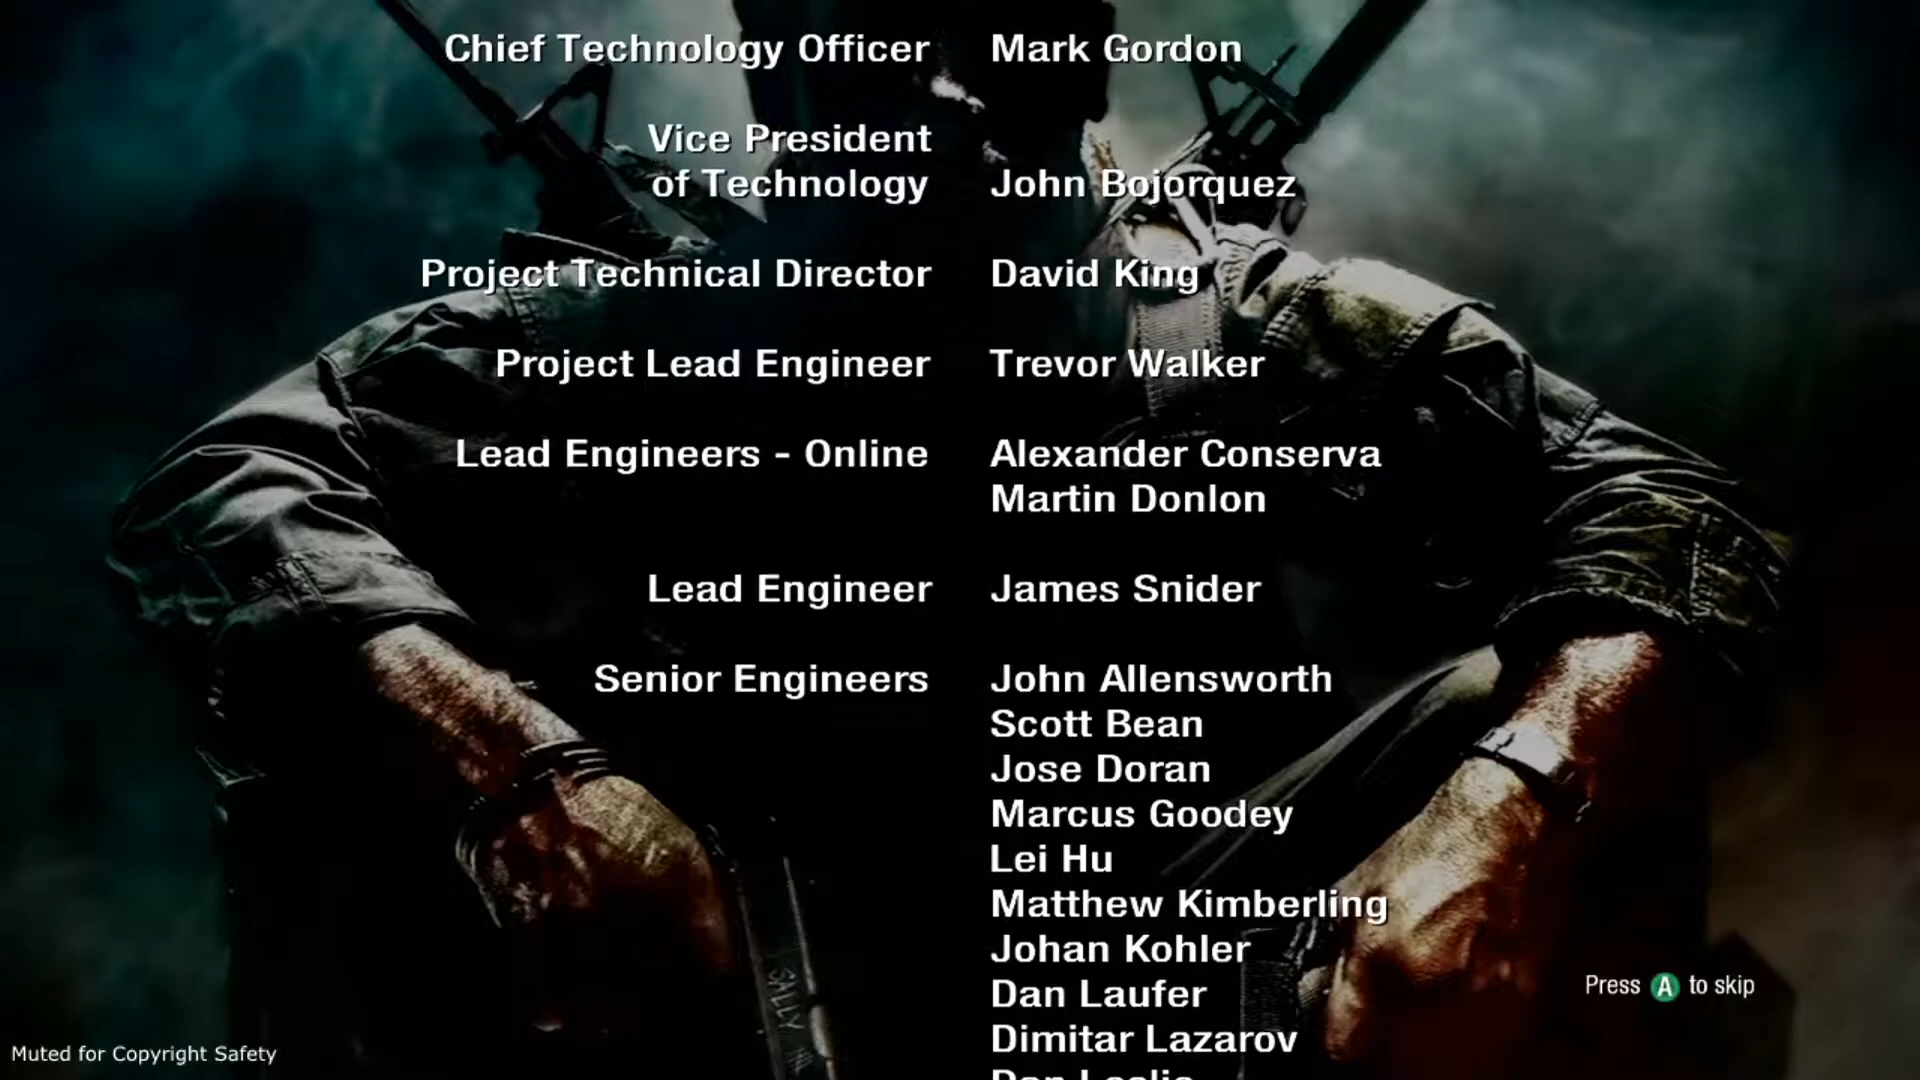 Chief Technology Officer Mark Gordon
Vice President
of Technology John Bojorquez
Project Technical Director David King
Project Lead Engineer Trevor Walker
Lead Engineers - Online Alexander Conserva
Martin Donlon
Lead Engineer James Snider
Senior Engineers John Allensworth
Scott Bean
Jose Doran
Marcus Goodey
Lei Hu
Matthew Kimberling
Johan Kohler
Dan Laufer
Dimitar Lazarov
SALLY
Press A to skip
Muted for Copyright Safety